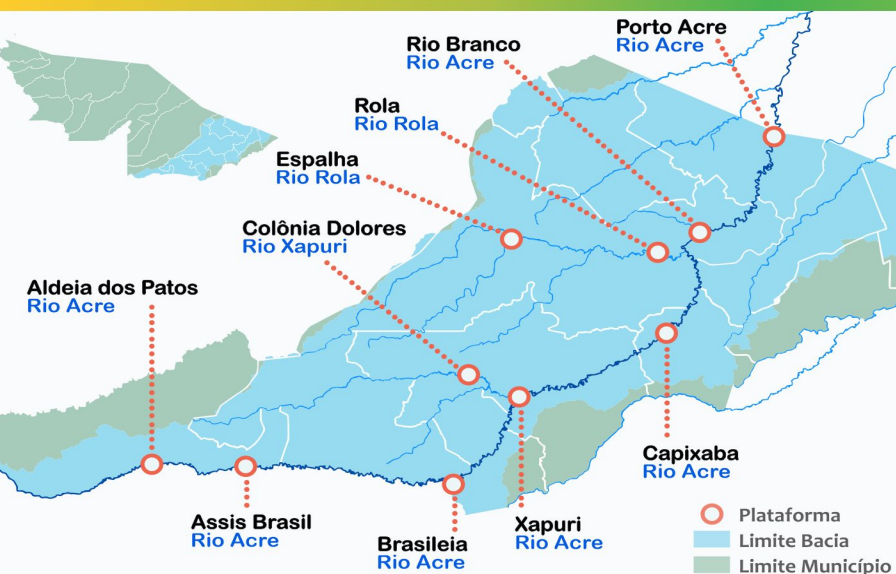 Porto Acre
Rio Acre
Rio Branco
Rio Acre
Rola
Rio Rola
Espalha
Rio Rola
Colônia Dolores
Rio Xapuri
Aldeia dos Patos
Rio Acre
Capixaba
Rio Acre
Assis Brasil
Rio Acre
Brasileia
Rio Acre
Xapuri
Rio Acre
Plataforma
Limite Bacia
Limite Município